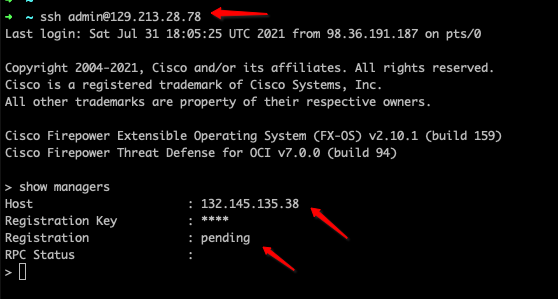 ➜ ~
➜ ~ ssh admin@129.213.28.78
Last login: Sat Jul 31 18:05:25 UTC 2021 from 98.36.191.187 on pts/0
Copyright 2004-2021, Cisco and/or its affiliates. All rights reserved.
Cisco is a registered trademark of Cisco Systems, Inc.
All other trademarks are property of their respective owners.
Cisco Firepower Extensible Operating System (FX-OS) v2.10.1 (build 159)
Cisco Firepower Threat Defense for OCI v7.0.0 (build 94)
> show managers
Host : 132.145.135.38
Registration Key : ****
Registration : pending
RPC Status :
>